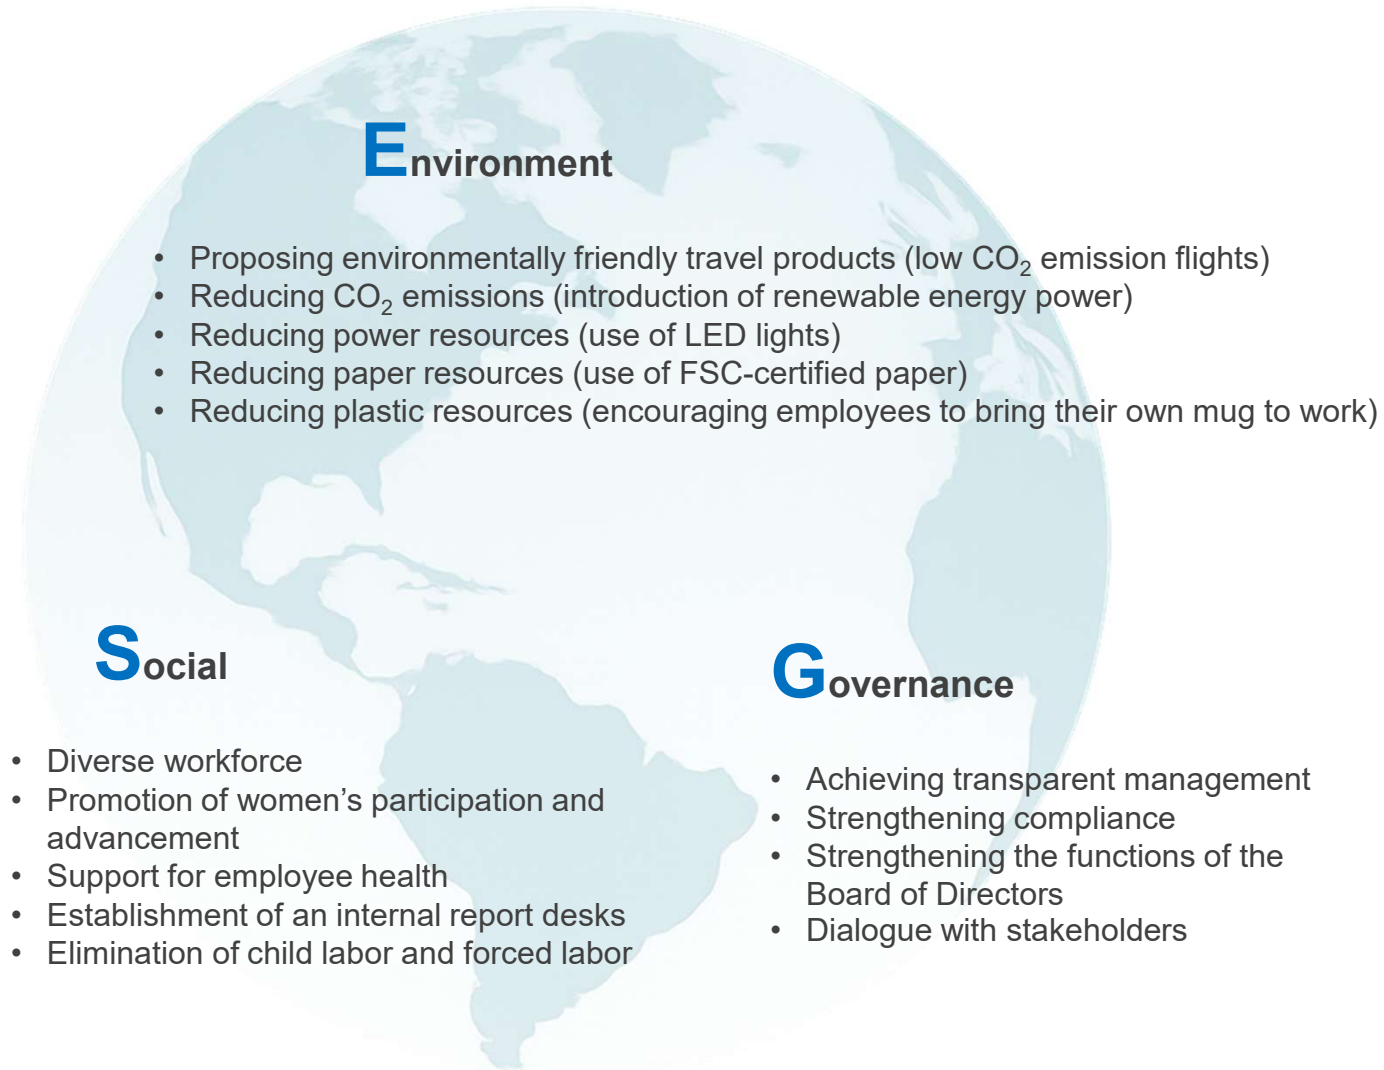 Environment
• Proposing environmentally friendly travel products (low CO₂ emission flights)
• Reducing CO₂ emissions (introduction of renewable energy power)
• Reducing power resources (use of LED lights)
• Reducing paper resources (use of FSC-certified paper)
• Reducing plastic resources (encouraging employees to bring their own mug to work)
Social
• Diverse workforce
• Promotion of women’s participation and
advancement
• Support for employee health
• Establishment of an internal report desks
• Elimination of child labor and forced labor
Governance
• Achieving transparent management
• Strengthening compliance
• Strengthening the functions of the
Board of Directors
• Dialogue with stakeholders